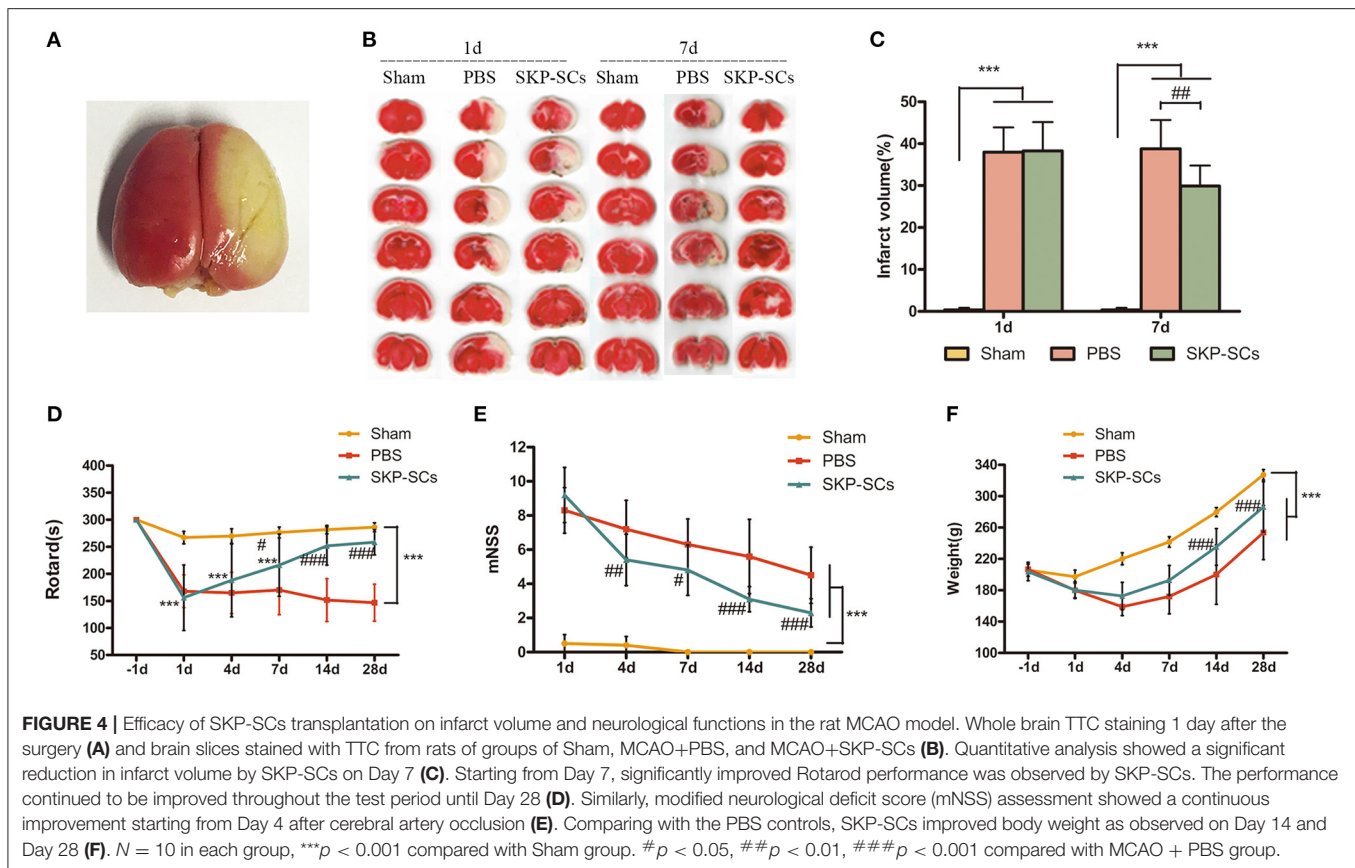 A
B
1d 7d
Sham PBS SKP-SCs Sham PBS SKP-SCs
C
***
***
##
Infarct volume(%)
50
40
30
20
10
0
1d 7d
Sham PBS SKP-SCs
D
Sham
PBS
SKP-SCs
Rotard(s)
400
350
300
250
200
150
100
50
***
***
#
***
###
###
***
-1d 1d 4d 7d 14d 28d
E
Sham
PBS
SKP-SCs
mNSS
12
10
8
6
4
2
0
##
#
###
###
***
1d 4d 7d 14d 28d
F
Sham
PBS
SKP-SCs
Weight(g)
340
300
260
220
180
140
100
###
###
***
-1d 1d 4d 7d 14d 28d
FIGURE 4 | Efficacy of SKP-SCs transplantation on infarct volume and neurological functions in the rat MCAO model. Whole brain TTC staining 1 day after the
surgery (A) and brain slices stained with TTC from rats of groups of Sham, MCAO+PBS, and MCAO+SKP-SCs (B). Quantitative analysis showed a significant
reduction in infarct volume by SKP-SCs on Day 7 (C). Starting from Day 7, significantly improved Rotarod performance was observed by SKP-SCs. The performance
continued to be improved throughout the test period until Day 28 (D). Similarly, modified neurological deficit score (mNSS) assessment showed a continuous
improvement starting from Day 4 after cerebral artery occlusion (E). Comparing with the PBS controls, SKP-SCs improved body weight as observed on Day 14 and
Day 28 (F). N = 10 in each group, ***p < 0.001 compared with Sham group. #p < 0.05, ##p < 0.01, ###p < 0.001 compared with MCAO + PBS group.